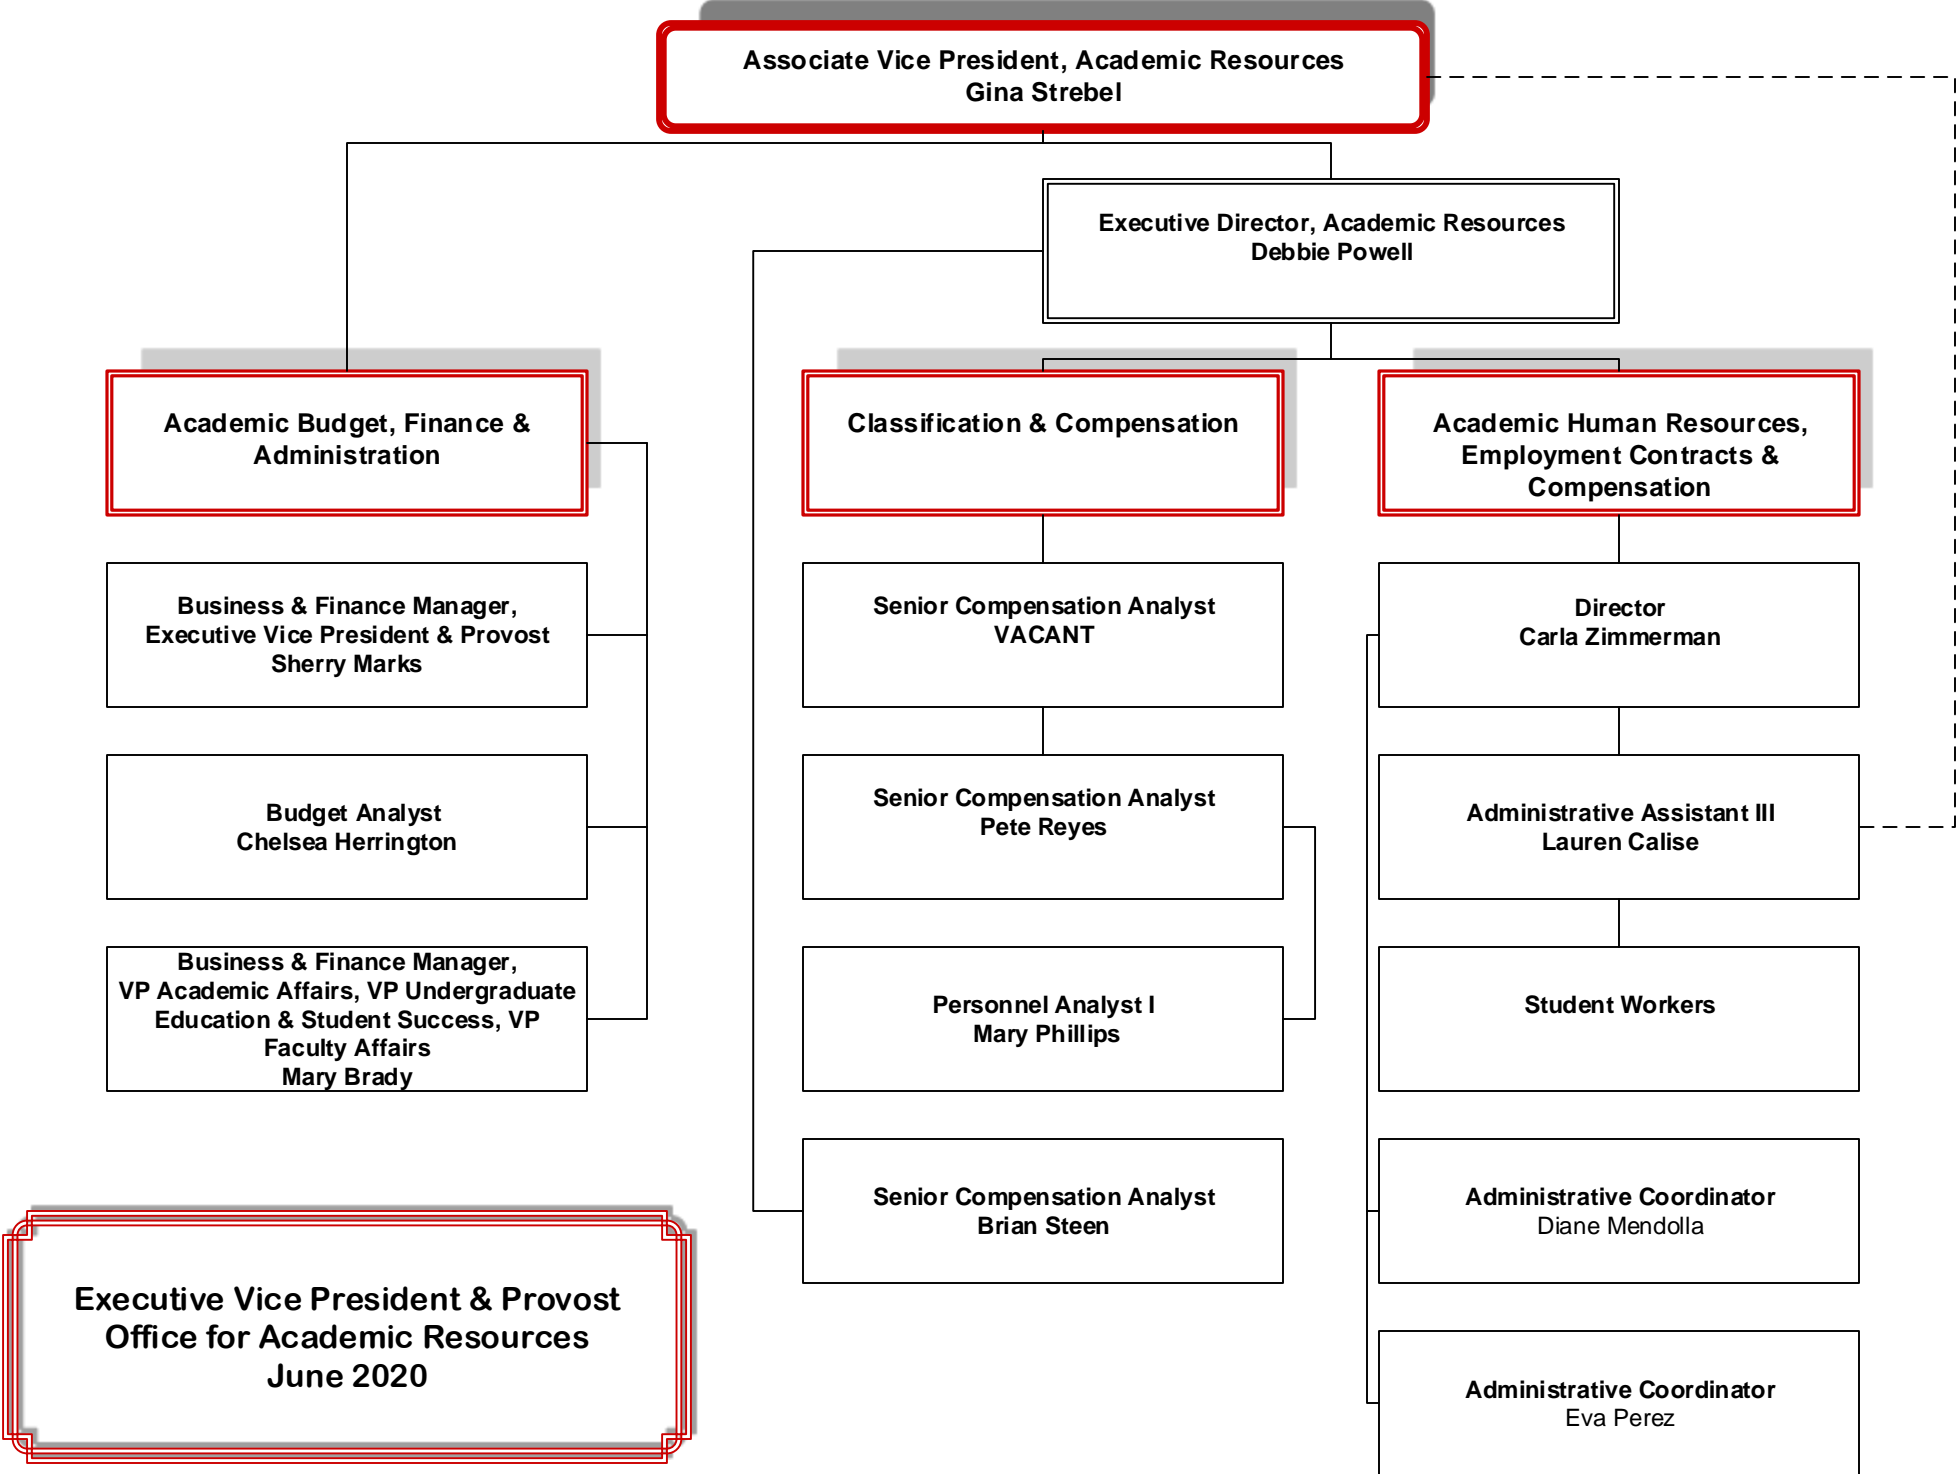 Associate Vice President, Academic Resources
Gina Strebel
Executive Director, Academic Resources
Debbie Powell
Academic Budget, Finance &
Administration
Classification & Compensation
Academic Human Resources,
Employment Contracts &
Compensation
Business & Finance Manager,
Executive Vice President & Provost
Sherry Marks
Senior Compensation Analyst
VACANT
Director
Carla Zimmerman
Budget Analyst
Chelsea Herrington
Senior Compensation Analyst
Pete Reyes
Administrative Assistant III
Lauren Calise
Business & Finance Manager,
VP Academic Affairs, VP Undergraduate
Education & Student Success, VP
Faculty Affairs
Mary Brady
Personnel Analyst I
Mary Phillips
Student Workers
Senior Compensation Analyst
Brian Steen
Administrative Coordinator
Diane Mendolla
Executive Vice President & Provost
Office for Academic Resources
June 2020
Administrative Coordinator
Eva Perez